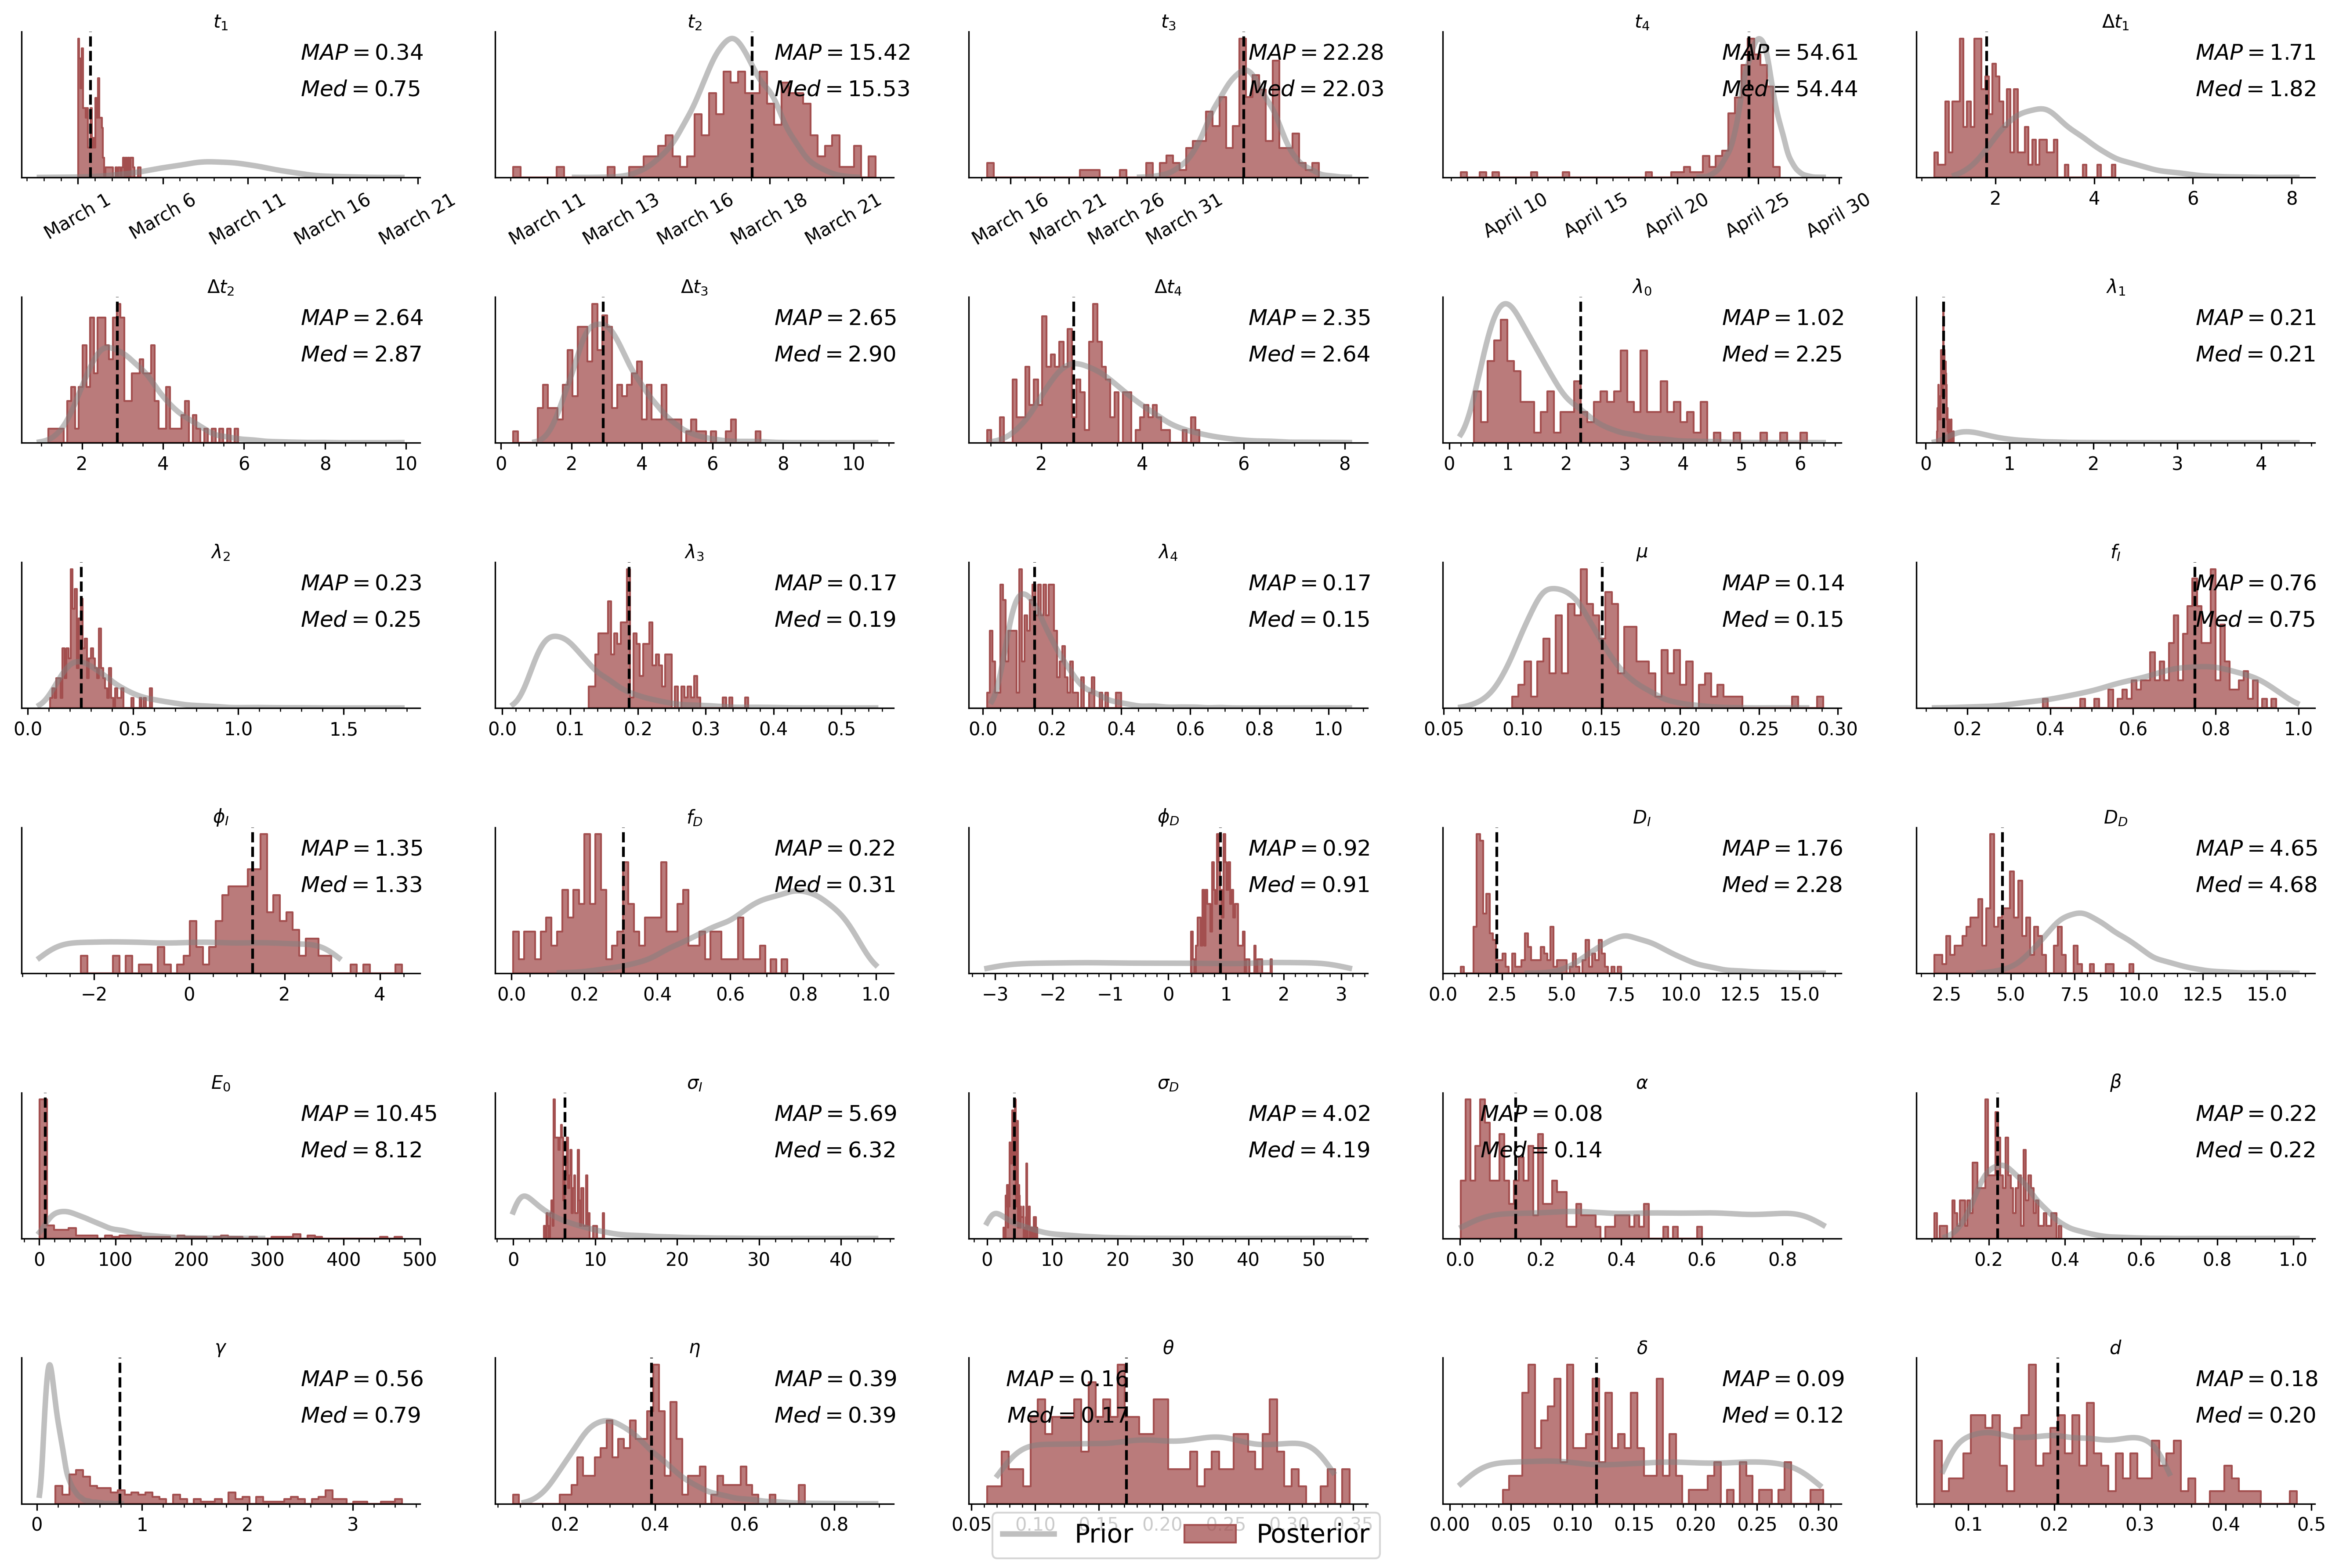 t₁ t₂ t₃ t₄ Δt₁
MAP = 0.34 MAP = 15.42 MAP = 22.28 MAP = 54.61 MAP = 1.71
Med = 0.75 Med = 15.53 Med = 22.03 Med = 54.44 Med = 1.82
2 4 6 8
March 1 March 6 March 11 March 16 March 21 March 11 March 13 March 16 March 18 March 21 March 16 March 21 March 26 March 31 April 10 April 15 April 20 April 25 April 30
Δt₂ Δt₃ Δt₄ λ₀ λ₁
MAP = 2.64 MAP = 2.65 MAP = 2.35 MAP = 1.02 MAP = 0.21
Med = 2.87 Med = 2.90 Med = 2.64 Med = 2.25 Med = 0.21
2 4 6 8 10 0 2 4 6 8 10 2 4 6 8 0 1 2 3 4 5 6 0 1 2 3 4
λ₂ λ₃ λ₄ μ f_I
MAP = 0.23 MAP = 0.17 MAP = 0.17 MAP = 0.14 MAP = 0.76
Med = 0.25 Med = 0.19 Med = 0.15 Med = 0.15 Med = 0.75
0.0 0.5 1.0 1.5 0.0 0.1 0.2 0.3 0.4 0.5 0.0 0.2 0.4 0.6 0.8 1.0 0.05 0.10 0.15 0.20 0.25 0.30 0.2 0.4 0.6 0.8 1.0
ϕ_I f_D ϕ_D D_I D_D
MAP = 1.35 MAP = 0.22 MAP = 0.92 MAP = 1.76 MAP = 4.65
Med = 1.33 Med = 0.31 Med = 0.91 Med = 2.28 Med = 4.68
−2 0 2 4 0.0 0.2 0.4 0.6 0.8 1.0 −3 −2 −1 0 1 2 3 0.0 2.5 5.0 7.5 10.0 12.5 15.0 2.5 5.0 7.5 10.0 12.5 15.0
E₀ σ_I σ_D α β
MAP = 10.45 MAP = 5.69 MAP = 4.02 MAP = 0.08 MAP = 0.22
Med = 8.12 Med = 6.32 Med = 4.19 Med = 0.14 Med = 0.22
0 100 200 300 400 500 0 10 20 30 40 0 10 20 30 40 50 0.0 0.2 0.4 0.6 0.8 0.2 0.4 0.6 0.8 1.0
γ η θ δ d
MAP = 0.56 MAP = 0.39 MAP = 0.16 MAP = 0.09 MAP = 0.18
Med = 0.79 Med = 0.39 Med = 0.17 Med = 0.12 Med = 0.20
0 1 2 3 0.2 0.4 0.6 0.8 0.05 0.10 0.15 0.20 0.25 0.30 0.35 0.00 0.05 0.10 0.15 0.20 0.25 0.30 0.1 0.2 0.3 0.4 0.5
Prior Posterior